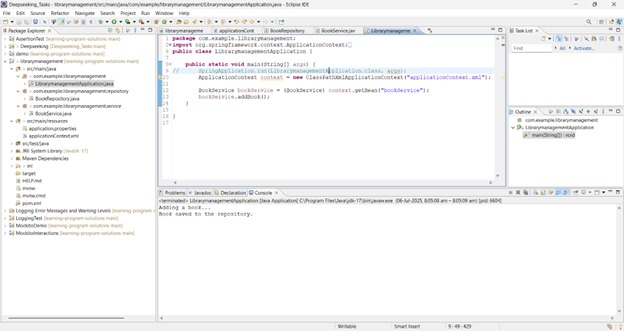 Deepseeking_Tasks - librarymanagement/src/main/java/com/example/librarymanagement/LibrarymanagementApplication.java - Eclipse IDE
File Edit Source Refactor Navigate Search Project Run Window Help
Package Explorer
AssertionTest [learning-program-solutions main]
Deepseeking [Deepseeking_Tasks main]
demo [learning-program-solutions main]
librarymanagement [learning-program-solutions main]
src/main/java
com.example.librarymanagement
LibrarymanagementApplication.java
com.example.librarymanagement.repository
BookRepository.java
com.example.librarymanagement.service
BookService.java
src/main/resources
application.properties
applicationContext.xml
src/test/java
JRE System Library [JavaSE-17]
Maven Dependencies
src
target
HELP.md
mvnw
mvnw.cmd
pom.xml
Logging Error Messages and Warning Levels [learning-program-s
LoggingTest [learning-program-solutions main]
MockitoDemo [learning-program-solutions main]
MockitoInteractions [learning-program-solutions main]
librarymanageme applicationCont BookRepository.j BookService.jav Librarymanageme
package com.example.librarymanagement;
import org.springframework.context.ApplicationContext;
public class LibrarymanagementApplication {
public static void main(String[] args) {
// SpringApplication.run(LibrarymanagementApplication.class, args);
ApplicationContext context = new ClassPathXmlApplicationContext("applicationContext.xml");
BookService bookService = (BookService) context.getBean("bookService");
bookService.addBook();
}
}
Problems Javadoc Declaration Console
<terminated> LibrarymanagementApplication [Java Application] C:\Program Files\Java\jdk-17\bin\javaw.exe (06-Jul-2025, 8:05:08 am – 8:05:09 am) [pid: 6604]
Adding a book...
Book saved to the repository.
Task List
Find All Activate...
Outline
com.example.librarymanagement
LibrarymanagementApplication
main(String[]) : void
Writable Smart Insert 9 : 49 : 429